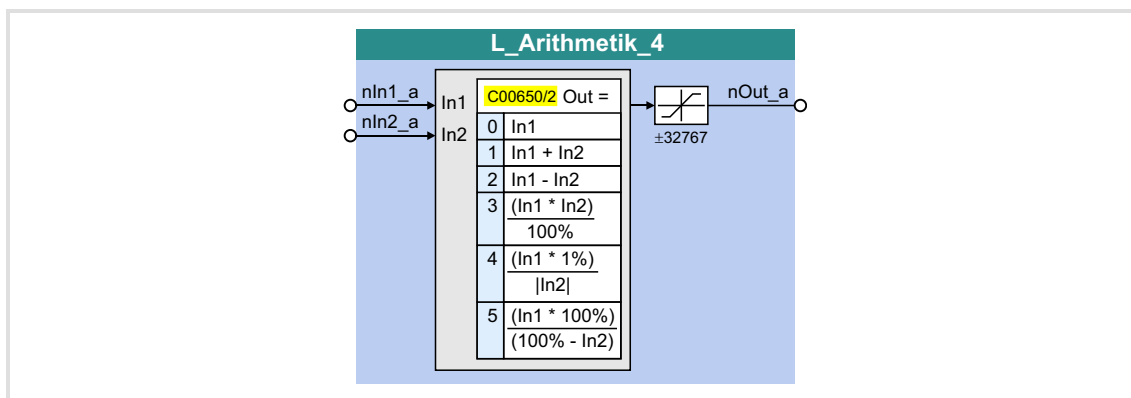 L_Arithmetik_4
nIn1_a
nIn2_a
In1
In2
C00650/2 Out =
0 In1
1 In1 + In2
2 In1 - In2
3 (In1 * In2)
100%
4 (In1 * 1%)
|In2|
5 (In1 * 100%)
(100% - In2)
±32767
nOut_a